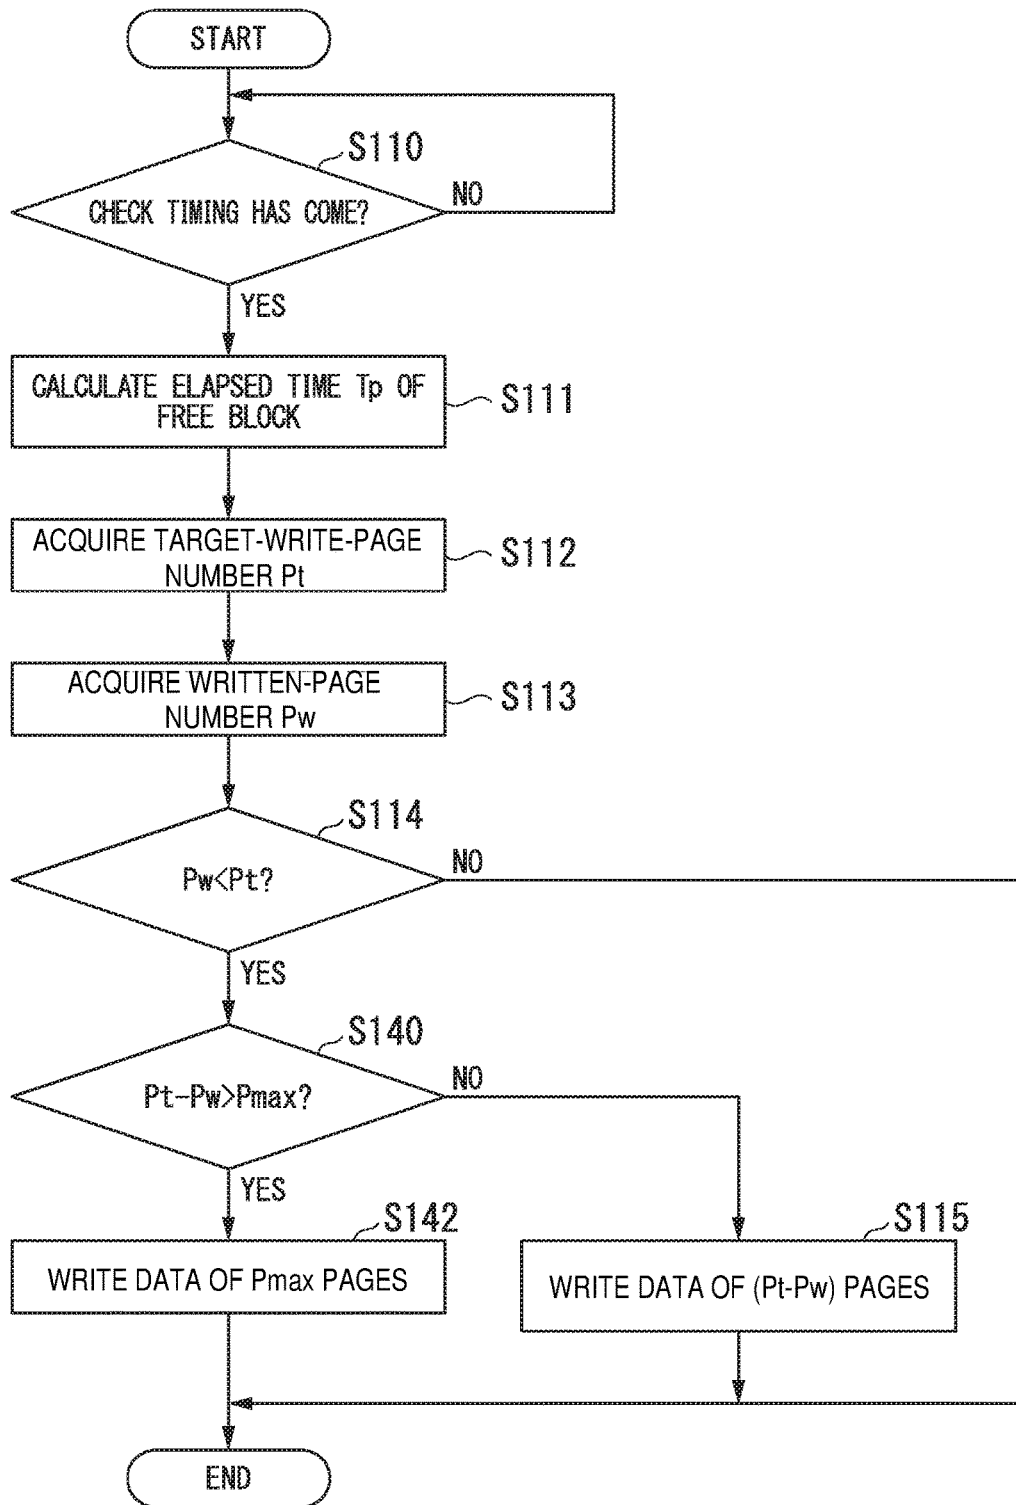 START
S110
CHECK TIMING HAS COME?
NO
YES
CALCULATE ELAPSED TIME Tp OF
FREE BLOCK
S111
ACQUIRE TARGET-WRITE-PAGE
NUMBER Pt
S112
ACQUIRE WRITTEN-PAGE
NUMBER Pw
S113
S114
Pw<Pt?
NO
YES
S140
Pt-Pw>Pmax?
NO
YES
S142
WRITE DATA OF Pmax PAGES
S115
WRITE DATA OF (Pt-Pw) PAGES
END